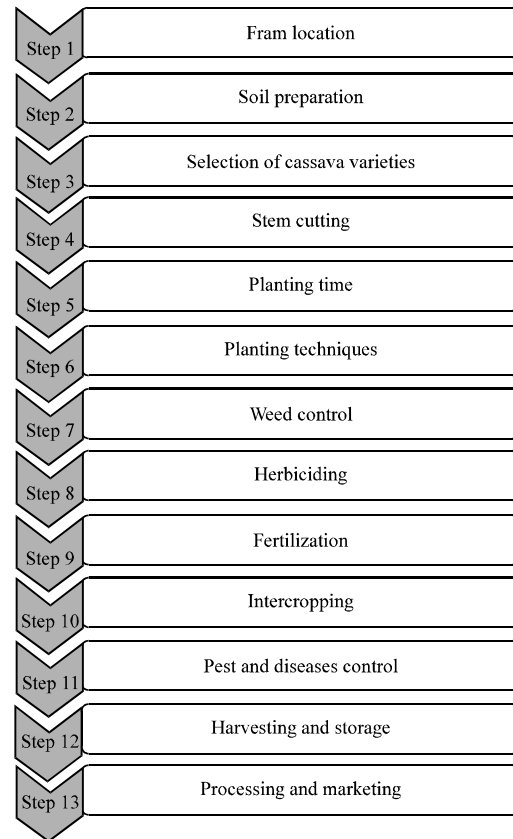 Step 1
Fram location
Step 2
Soil preparation
Step 3
Selection of cassava varieties
Step 4
Stem cutting
Step 5
Planting time
Step 6
Planting techniques
Step 7
Weed control
Step 8
Herbiciding
Step 9
Fertilization
Step 10
Intercropping
Step 11
Pest and diseases control
Step 12
Harvesting and storage
Step 13
Processing and marketing